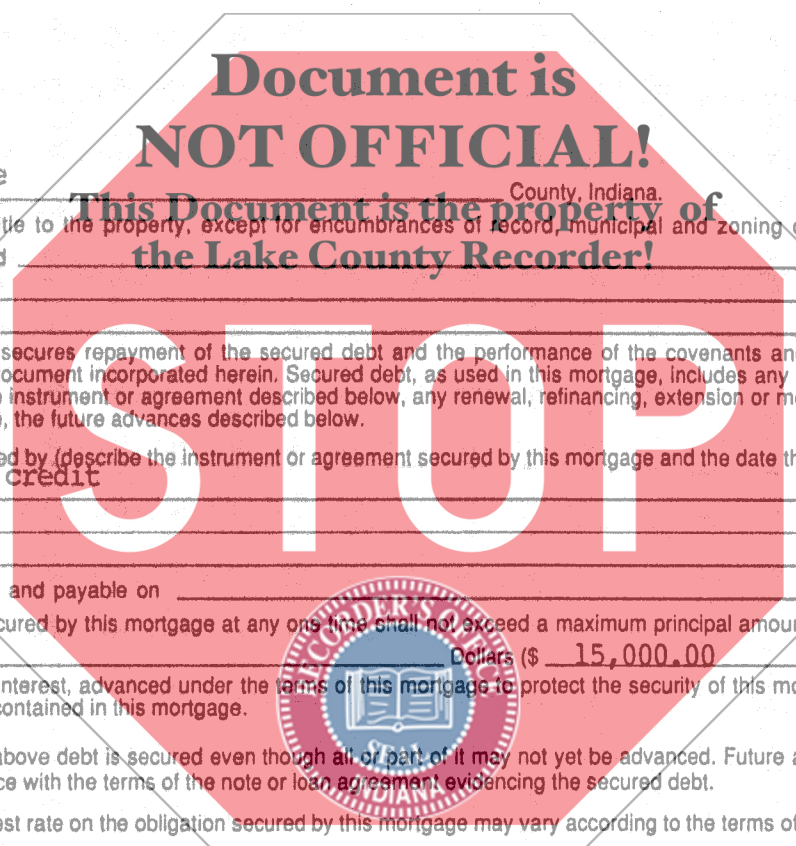 Document is
NOT OFFICIAL!
e
County, Indiana.
This Document is the property of
tle to the property, except for encumbrances of record, municipal and zoning
the Lake County Recorder!
STOP
secures repayment of the secured debt and the performance of the covenants an
ocument incorporated herein. Secured debt, as used in this mortgage, includes any
instrument or agreement described below, any renewal, refinancing, extension or m
, the future advances described below.
ed by (describe the instrument or agreement secured by this mortgage and the date th
credit
and payable on
cured by this mortgage at any one time shall not exceed a maximum principal amou
Dollars ($ 15,000.00
nterest, advanced under the terms of this mortgage to protect the security of this mo
contained in this mortgage.
RECORDER'S OFFICE
SEAL
INDIANA
above debt is secured even though all or part of it may not yet be advanced. Future a
ce with the terms of the note or loan agreement evidencing the secured debt.
est rate on the obligation secured by this mortgage may vary according to the terms of